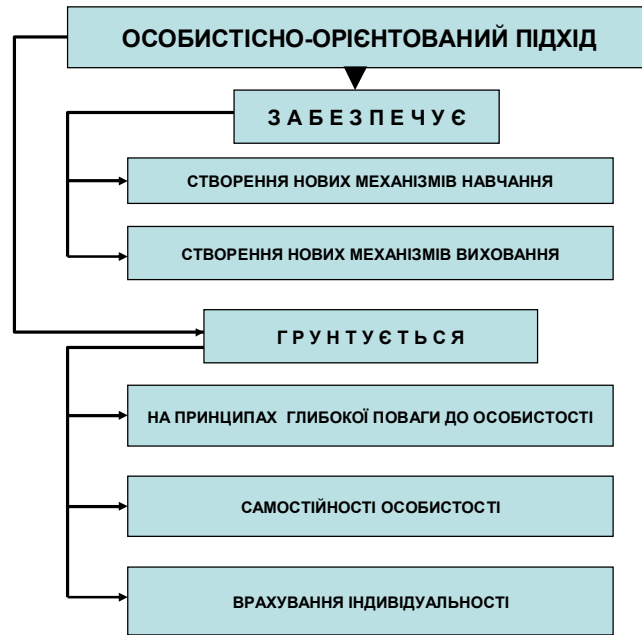 ОСОБИСТІСНО-ОРІЄНТОВАНИЙ ПІДХІД
З А Б Е З П Е Ч У Є
СТВОРЕННЯ НОВИХ МЕХАНІЗМІВ НАВЧАННЯ
СТВОРЕННЯ НОВИХ МЕХАНІЗМІВ ВИХОВАННЯ
Г Р У Н Т У Є Т Ь С Я
НА ПРИНЦИПАХ ГЛИБОКОЇ ПОВАГИ ДО ОСОБИСТОСТІ
САМОСТІЙНОСТІ ОСОБИСТОСТІ
ВРАХУВАННЯ ІНДИВІДУАЛЬНОСТІ